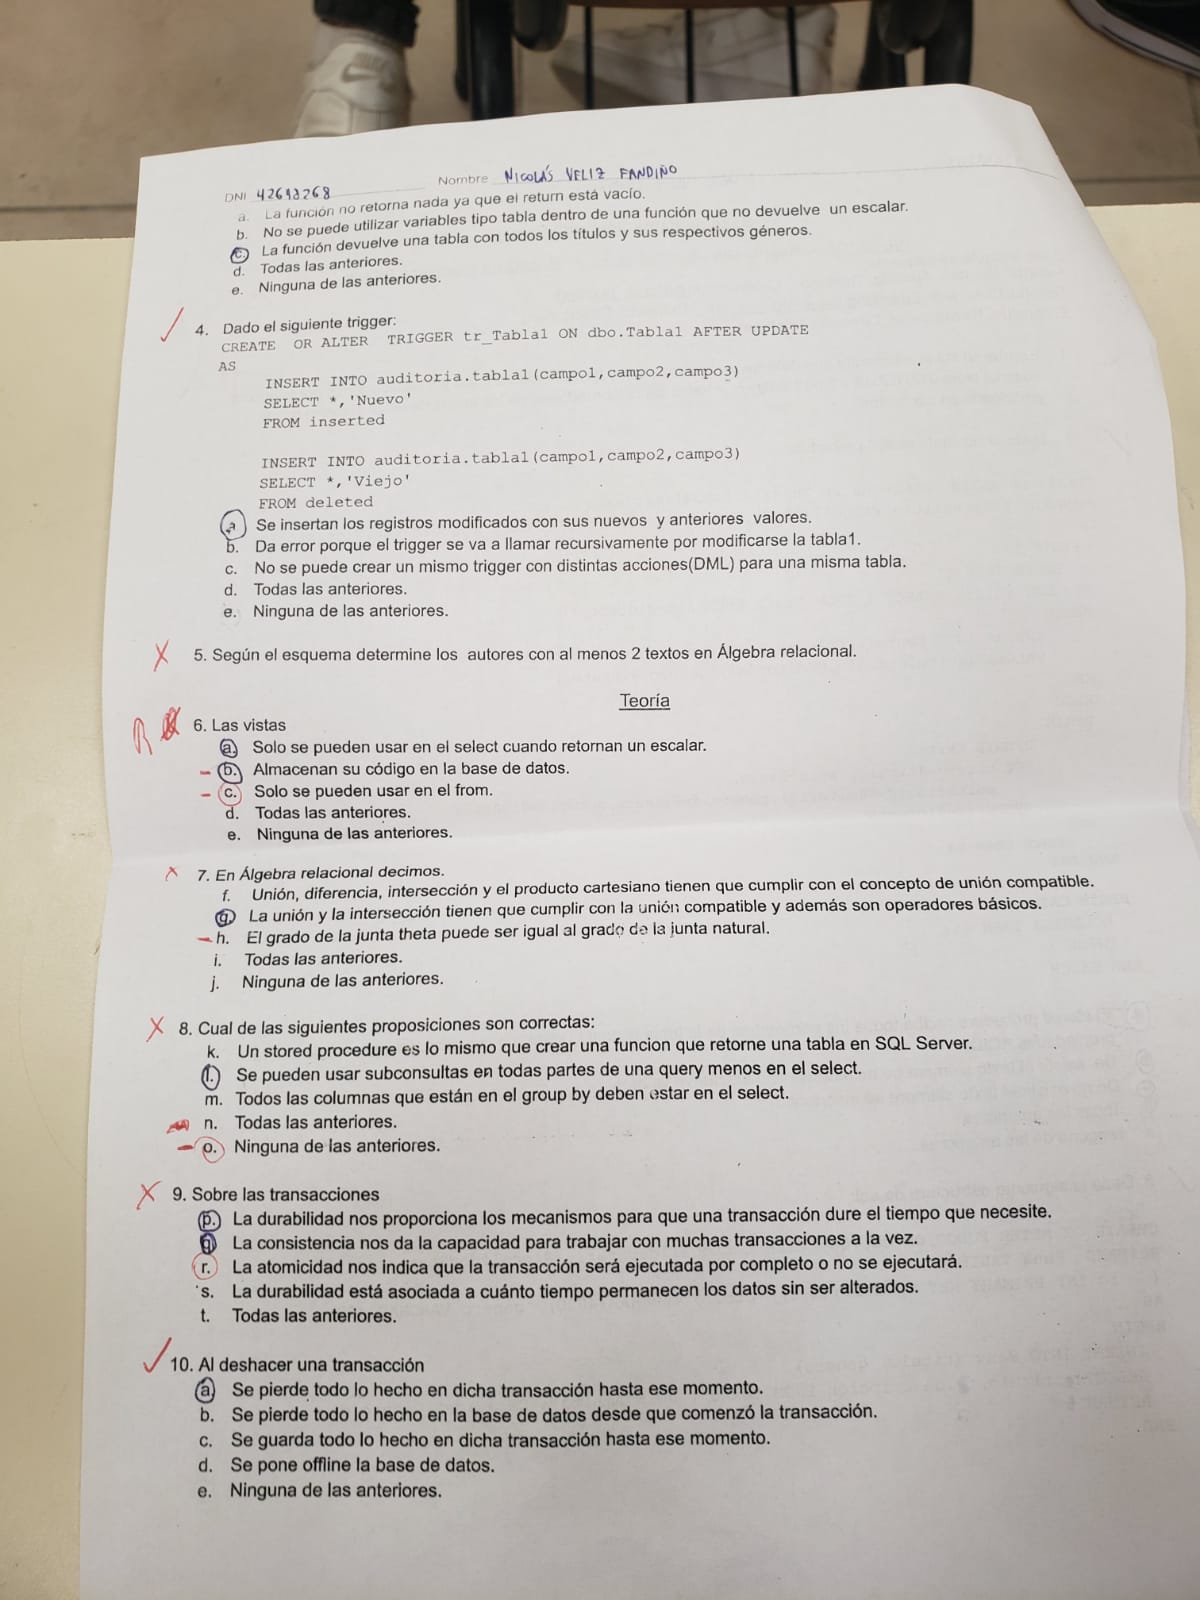 DNI 42693268 Nombre NICOLÁS VELIZ FANDIÑO
a. La función no retorna nada ya que el return está vacío.
b. No se puede utilizar variables tipo tabla dentro de una función que no devuelve un escalar.
c. La función devuelve una tabla con todos los títulos y sus respectivos géneros.
d. Todas las anteriores.
e. Ninguna de las anteriores.
4. Dado el siguiente trigger:
CREATE OR ALTER TRIGGER tr_Tabla1 ON dbo.Tabla1 AFTER UPDATE
AS
INSERT INTO auditoria.tabla1(campo1,campo2,campo3)
SELECT *,'Nuevo'
FROM inserted
INSERT INTO auditoria.tabla1(campo1,campo2,campo3)
SELECT *,'Viejo'
FROM deleted
a Se insertan los registros modificados con sus nuevos y anteriores valores.
b. Da error porque el trigger se va a llamar recursivamente por modificarse la tabla1.
c. No se puede crear un mismo trigger con distintas acciones(DML) para una misma tabla.
d. Todas las anteriores.
e. Ninguna de las anteriores.
5. Según el esquema determine los autores con al menos 2 textos en Álgebra relacional.
Teoría
R 6. Las vistas
a. Solo se pueden usar en el select cuando retornan un escalar.
b. Almacenan su código en la base de datos.
c. Solo se pueden usar en el from.
d. Todas las anteriores.
e. Ninguna de las anteriores.
7. En Álgebra relacional decimos.
f. Unión, diferencia, intersección y el producto cartesiano tienen que cumplir con el concepto de unión compatible.
g. La unión y la intersección tienen que cumplir con la unión compatible y además son operadores básicos.
h. El grado de la junta theta puede ser igual al grado de la junta natural.
i. Todas las anteriores.
j. Ninguna de las anteriores.
8. Cual de las siguientes proposiciones son correctas:
k. Un stored procedure es lo mismo que crear una funcion que retorne una tabla en SQL Server.
l. Se pueden usar subconsultas en todas partes de una query menos en el select.
m. Todos las columnas que están en el group by deben estar en el select.
n. Todas las anteriores.
o. Ninguna de las anteriores.
9. Sobre las transacciones
p. La durabilidad nos proporciona los mecanismos para que una transacción dure el tiempo que necesite.
q La consistencia nos da la capacidad para trabajar con muchas transacciones a la vez.
r. La atomicidad nos indica que la transacción será ejecutada por completo o no se ejecutará.
s. La durabilidad está asociada a cuánto tiempo permanecen los datos sin ser alterados.
t. Todas las anteriores.
10. Al deshacer una transacción
a Se pierde todo lo hecho en dicha transacción hasta ese momento.
b. Se pierde todo lo hecho en la base de datos desde que comenzó la transacción.
c. Se guarda todo lo hecho en dicha transacción hasta ese momento.
d. Se pone offline la base de datos.
e. Ninguna de las anteriores.